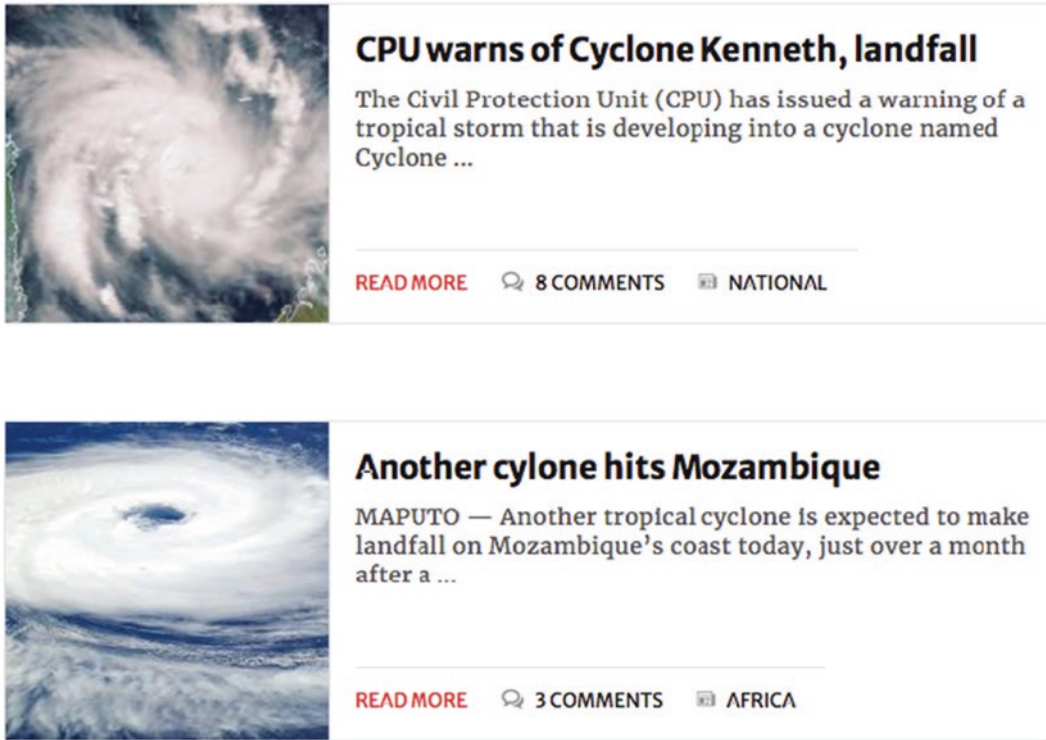 CPU warns of Cyclone Kenneth, landfall
The Civil Protection Unit (CPU) has issued a warning of a
tropical storm that is developing into a cyclone named
Cyclone ...
READ MORE 8 COMMENTS NATIONAL
Another cylone hits Mozambique
MAPUTO — Another tropical cyclone is expected to make
landfall on Mozambique’s coast today, just over a month
after a ...
READ MORE 3 COMMENTS AFRICA